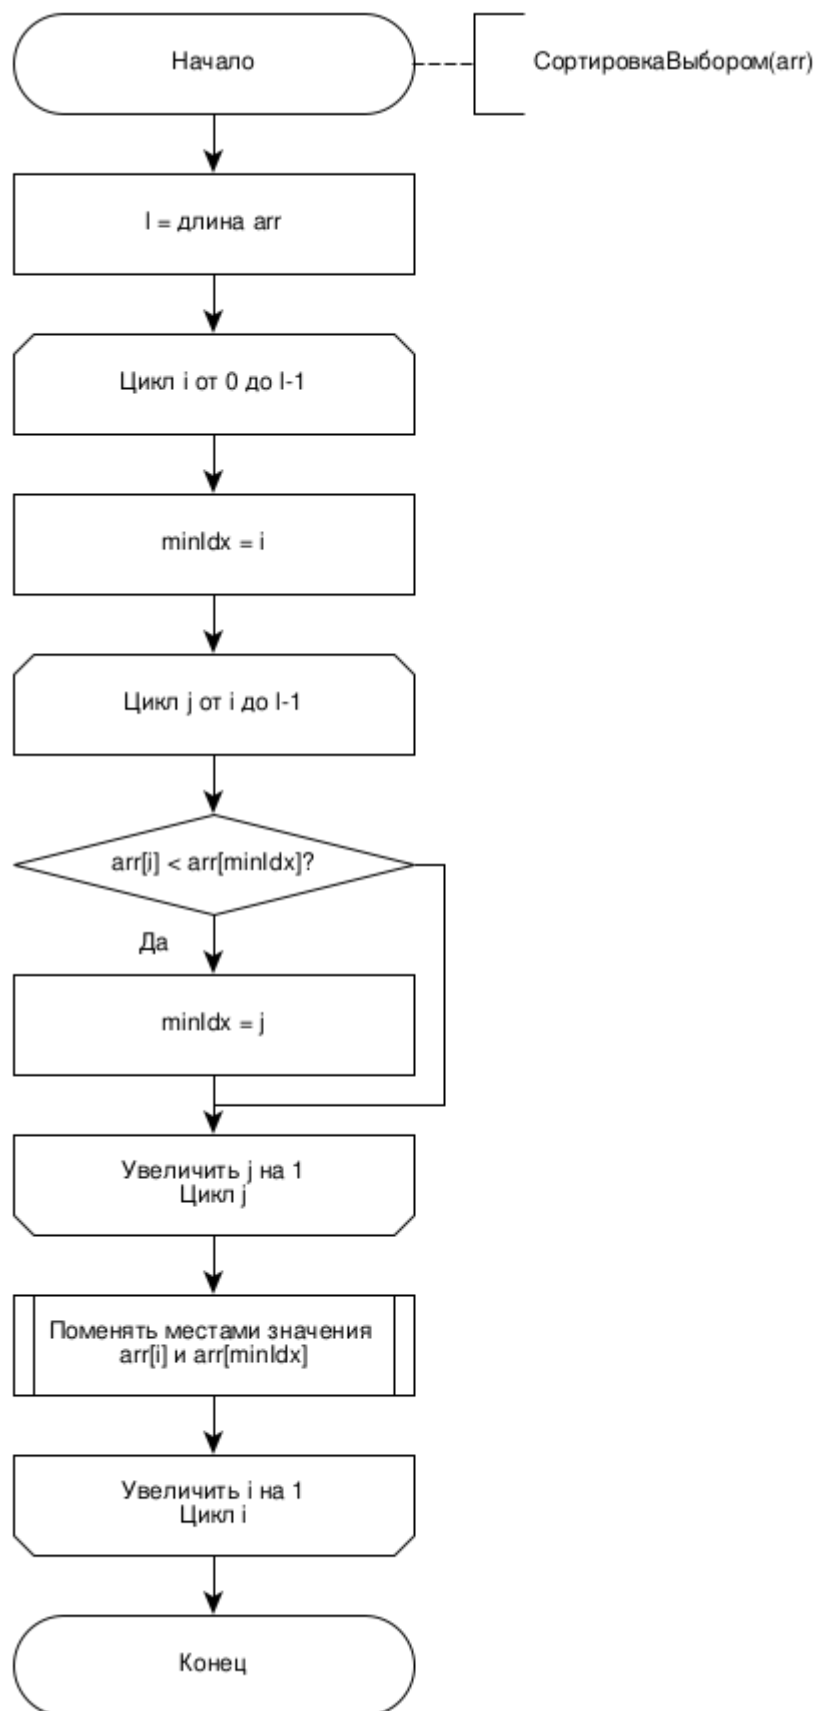 Начало
СортировкаВыбором(arr)
l = длина arr
Цикл i от 0 до l-1
minIdx = i
Цикл j от i до l-1
arr[i] < arr[minIdx]?
Да
minIdx = j
Увеличить j на 1
Цикл j
Поменять местами значения
arr[i] и arr[minIdx]
Увеличить i на 1
Цикл i
Конец